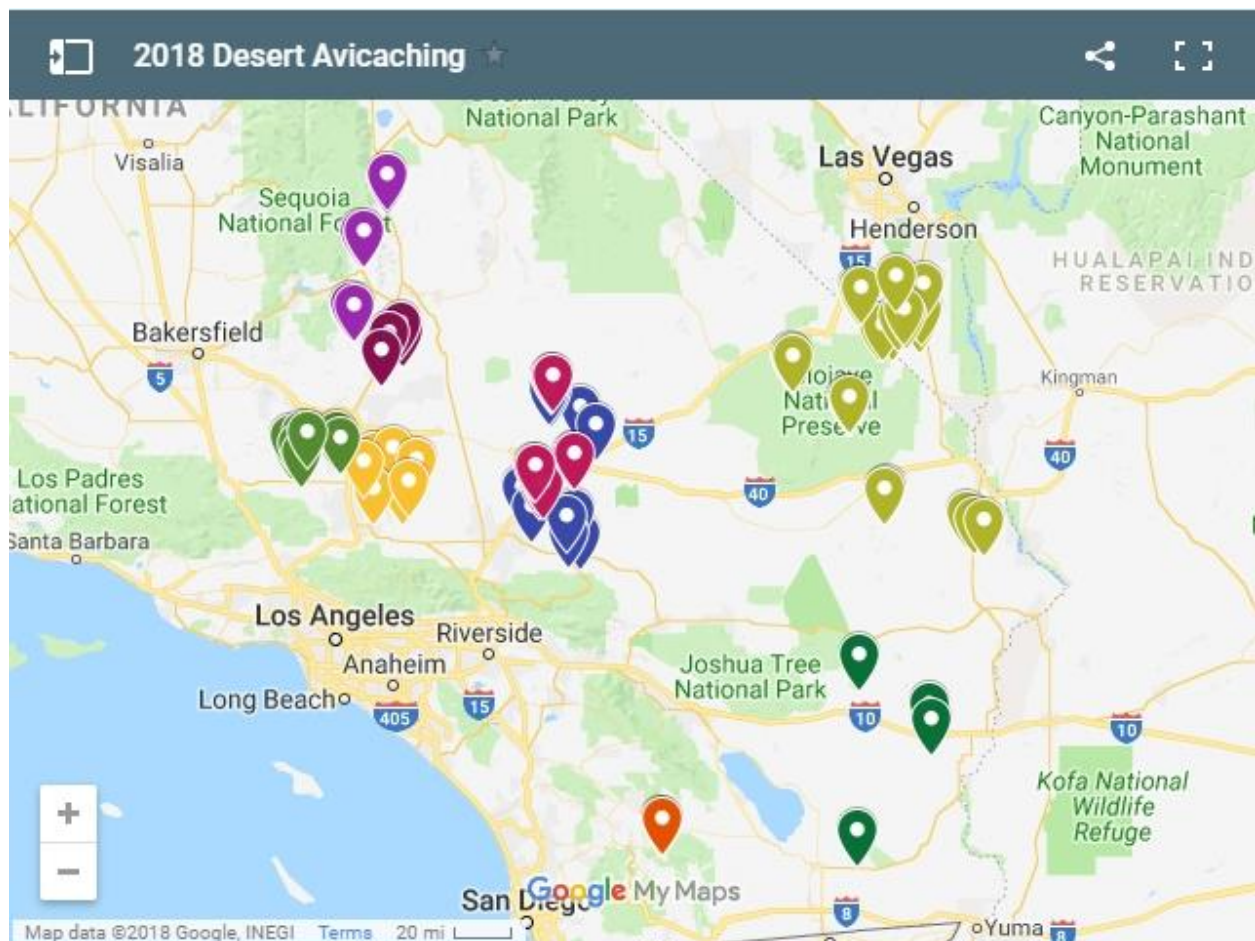 2018 Desert Avicaching
ALIFORNIA
Visalia
National Park
Canyon-Parashant
National
Monument
Las Vegas
Sequoia
National Fo
t
Henderson
15
HUALAPAI IND
RESERVATIO
Bakersfield
5
Mojave
National
Preserve
Kingman
15
40
40
Los Padres
ational Forest
Santa Barbara
Los Angeles
Riverside
Anaheim
Long Beach
405
15
Joshua Tree
National Park
10
10
Kofa National
Wildlife
Refuge
+
−
San Diego
Google My Maps
8
Yuma
8
Map data ©2018 Google, INEGI Terms 20 mi